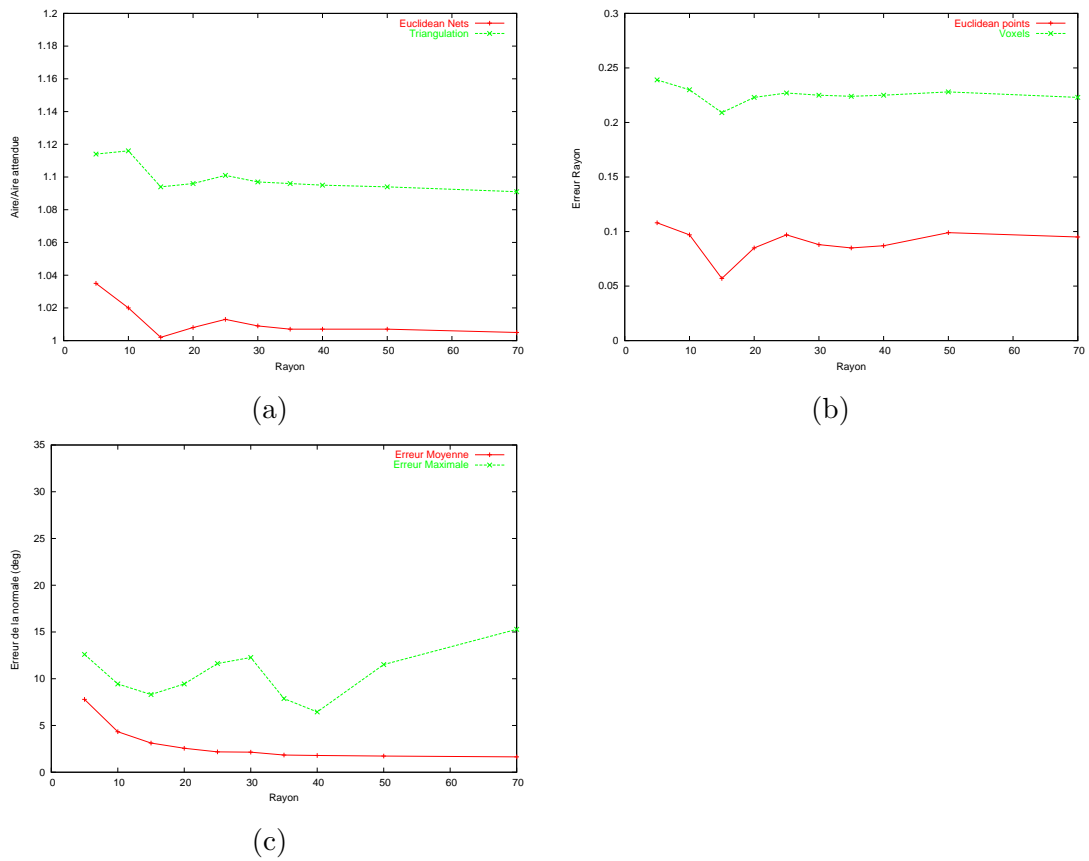 1.2
1.18
1.16
1.14
1.12
1.1
1.08
1.06
1.04
1.02
1
Aire/Aire attendue
Euclidean Nets
Triangulation
0 10 20 30 40 50 60 70
Rayon
(a)
0.3
0.25
0.2
0.15
0.1
0.05
0
Erreur Rayon
Euclidean points
Voxels
0 10 20 30 40 50 60 70
Rayon
(b)
35
30
25
20
15
10
5
0
Erreur de la normale (deg)
Erreur Moyenne
Erreur Maximale
0 10 20 30 40 50 60 70
Rayon
(c)